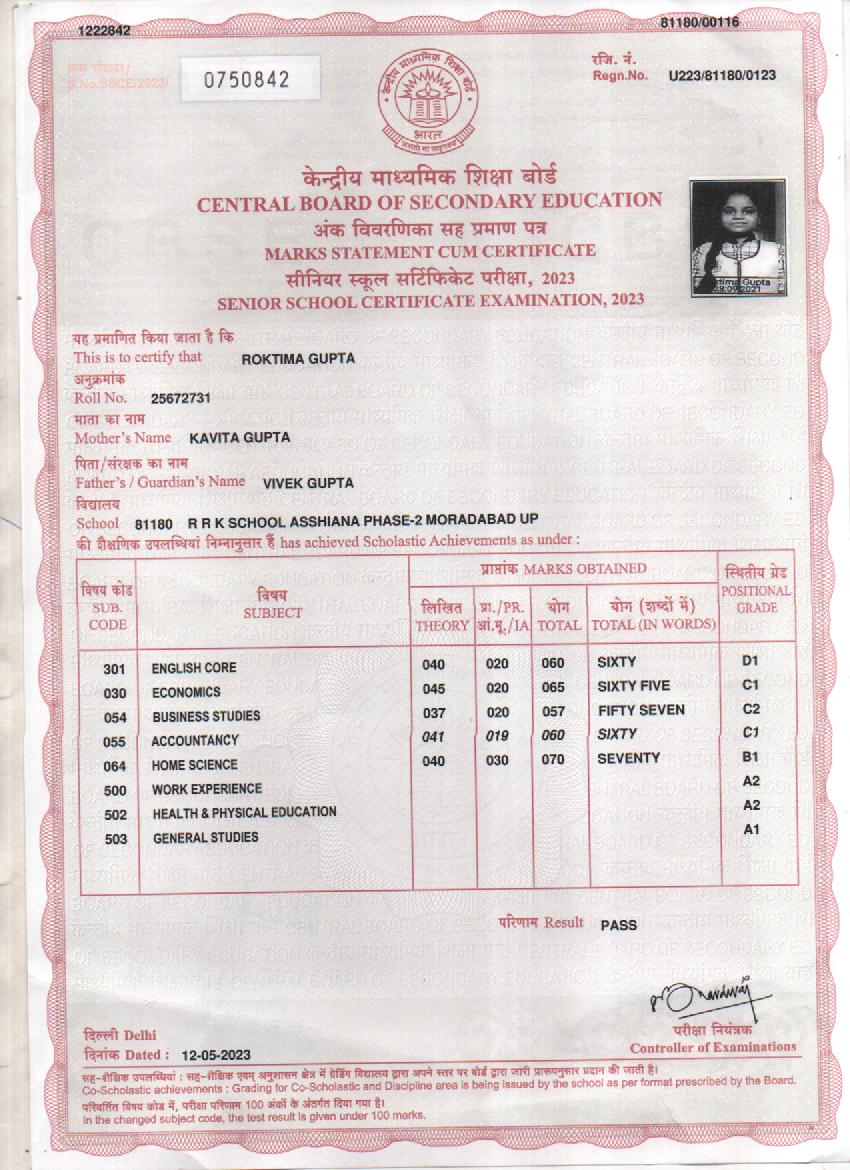 1222842
81180/00116
क्रम संख्या/
S.No.SSCE/2023/
0750842
रजि. नं.
Regn.No. U223/81180/0123
केन्द्रीय माध्यमिक शिक्षा बोर्ड
भारत
केन्द्रीय माध्यमिक शिक्षा बोर्ड
CENTRAL BOARD OF SECONDARY EDUCATION
अंक विवरणिका सह प्रमाण पत्र
MARKS STATEMENT CUM CERTIFICATE
सीनियर स्कूल सर्टिफिकेट परीक्षा, 2023
SENIOR SCHOOL CERTIFICATE EXAMINATION, 2023
Gupta
28:09:2021
यह प्रमाणित किया जाता है कि
This is to certify that ROKTIMA GUPTA
अनुक्रमांक
Roll No. 25672731
माता का नाम
Mother's Name KAVITA GUPTA
पिता/संरक्षक का नाम
Father's / Guardian's Name VIVEK GUPTA
विद्यालय
School 81180 R R K SCHOOL ASSHIANA PHASE-2 MORADABAD UP
की शैक्षणिक उपलब्धियां निम्नानुसार हैं has achieved Scholastic Achievements as under :
विषय कोड
SUB.
CODE
विषय
SUBJECT
प्राप्तांक MARKS OBTAINED
लिखित
THEORY
प्रा./PR.
आं.मू./IA
योग
TOTAL
योग (शब्दों में)
TOTAL (IN WORDS)
स्थितीय ग्रेड
POSITIONAL
GRADE
301 ENGLISH CORE 040 020 060 SIXTY D1
030 ECONOMICS 045 020 065 SIXTY FIVE C1
054 BUSINESS STUDIES 037 020 057 FIFTY SEVEN C2
055 ACCOUNTANCY 041 019 060 SIXTY C1
064 HOME SCIENCE 040 030 070 SEVENTY B1
500 WORK EXPERIENCE A2
502 HEALTH & PHYSICAL EDUCATION A2
503 GENERAL STUDIES A1
परिणाम Result PASS
दिल्ली Delhi
दिनांक Dated : 12-05-2023
परीक्षा नियंत्रक
Controller of Examinations
सह-शैक्षिक उपलब्धियां : सह-शैक्षिक एवम् अनुशासन क्षेत्र में ग्रेडिंग विद्यालय द्वारा अपने स्तर पर बोर्ड द्वारा जारी प्रारूपनुसार प्रदान की जाती है।
Co-Scholastic achievements : Grading for Co-Scholastic and Discipline area is being issued by the school as per format prescribed by the Board.
परिवर्तित विषय कोड में, परीक्षा परिणाम 100 अंकों के अंतर्गत दिया गया है।
In the changed subject code, the test result is given under 100 marks.